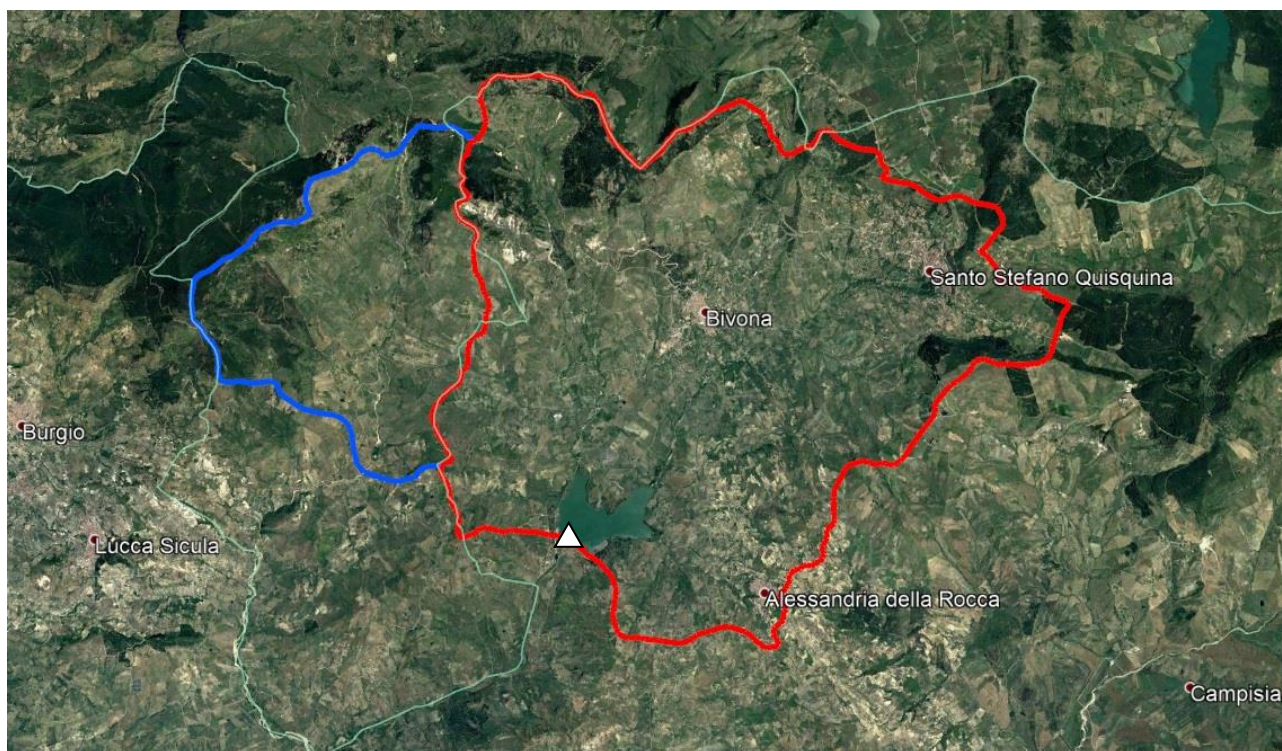 Santo Stefano Quisquina
Bivona
Burgio
Lucca Sicula
Alessandria della Rocca
Campisia